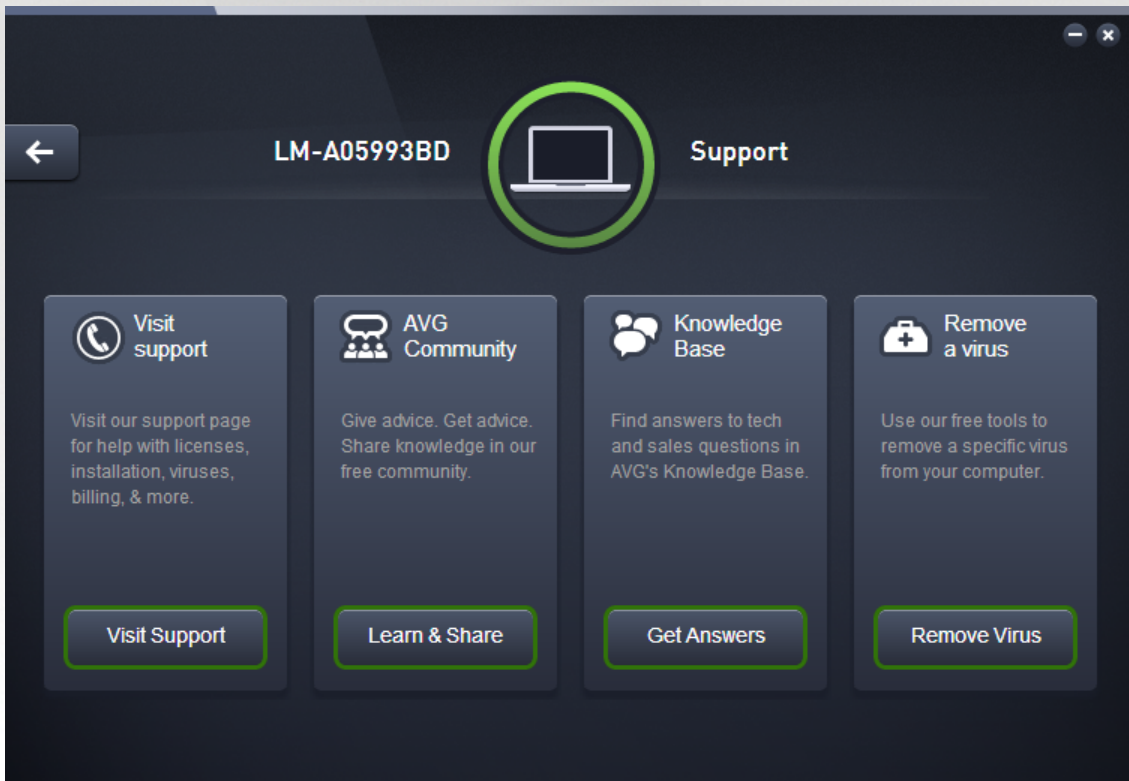 LM-A05993BD
Support
Visit
support
Visit our support page
for help with licenses,
installation, viruses,
billing, & more.
Visit Support
AVG
Community
Give advice. Get advice.
Share knowledge in our
free community.
Learn & Share
Knowledge
Base
Find answers to tech
and sales questions in
AVG's Knowledge Base.
Get Answers
Remove
a virus
Use our free tools to
remove a specific virus
from your computer.
Remove Virus